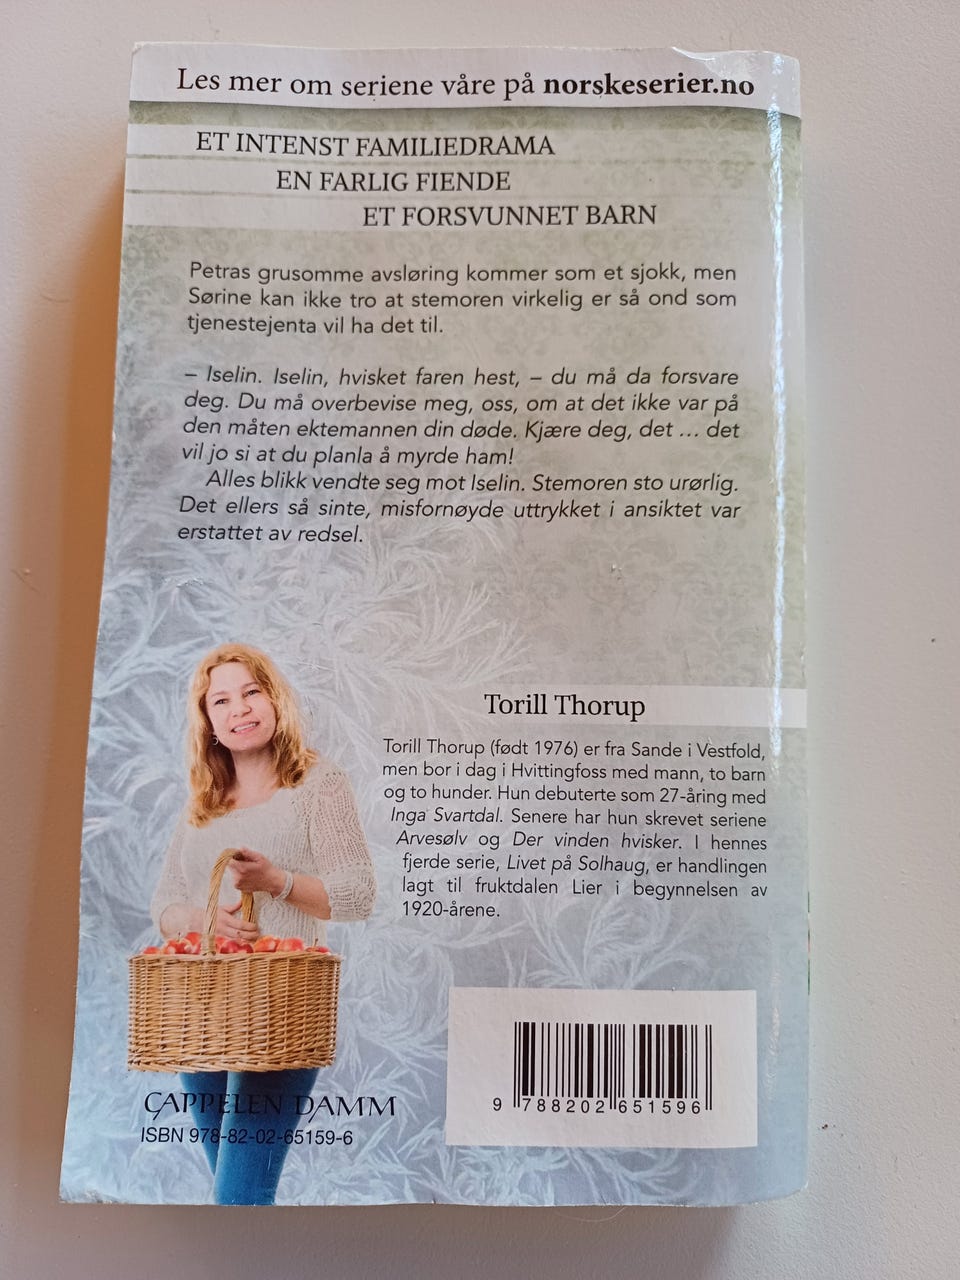 Les mer om seriene våre på norskeserier.no
ET INTENST FAMILIEDRAMA
EN FARLIG FIENDE
ET FORSVUNNET BARN
Petras grusomme avsløring kommer som et sjokk, men
Sørine kan ikke tro at stemoren virkelig er så ond som
tjenestejenta vil ha det til.
– Iselin. Iselin, hvisket faren hest, – du må da forsvare
deg. Du må overbevise meg, oss, om at det ikke var på
den måten ektemannen din døde. Kjære deg, det ... det
vil jo si at du planla å myrde ham!
Alles blikk vendte seg mot Iselin. Stemoren sto urørlig.
Det ellers så sinte, misfornøyde uttrykket i ansiktet var
erstattet av redsel.
Torill Thorup
Torill Thorup (født 1976) er fra Sande i Vestfold,
men bor i dag i Hvittingfoss med mann, to barn
og to hunder. Hun debuterte som 27-åring med
Inga Svartdal. Senere har hun skrevet seriene
Arvesølv og Der vinden hvisker. I hennes
fjerde serie, Livet på Solhaug, er handlingen
lagt til fruktdalen Lier i begynnelsen av
1920-årene.
CAPPELEN DAMM
ISBN 978-82-02-65159-6
9 788202 651596